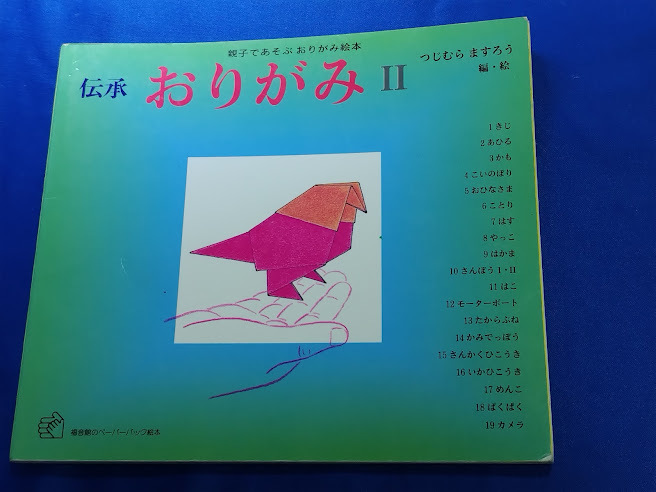 親子であそぶ おりがみ絵本
伝承 おりがみ II
つじむら ますろう
編・絵
1 きじ
2 あひる
3 かも
4 こいのぼり
5 おひなさま
6 ことり
7 はす
8 やっこ
9 はかま
10 さんぼう I・II
11 はこ
12 モーターボート
13 たからぶね
14 かみでっぽう
15 さんかくひこうき
16 いかひこうき
17 めんこ
18 ぱくぱく
19 カメラ
福音館のペーパーバック絵本